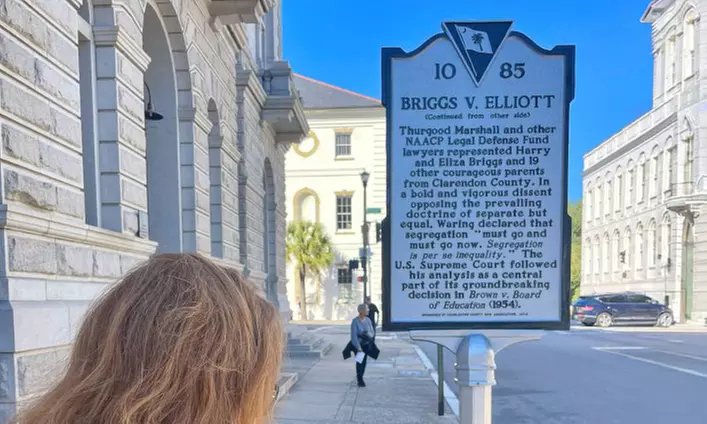 10 85
BRIGGS V. ELLIOTT
(Continued from other side)
Thurgood Marshall and other
NAACP Legal Defense Fund
lawyers represented Harry
and Eliza Briggs and 19
other courageous parents
from Clarendon County. In
a bold and vigorous dissent
opposing the prevailing
doctrine of separate but
equal, Waring declared that
segregation "must go and
must go now. Segregation
is per se inequality." The
U.S. Supreme Court followed
his analysis as a central
part of its groundbreaking
decision in Brown v. Board
of Education (1954).